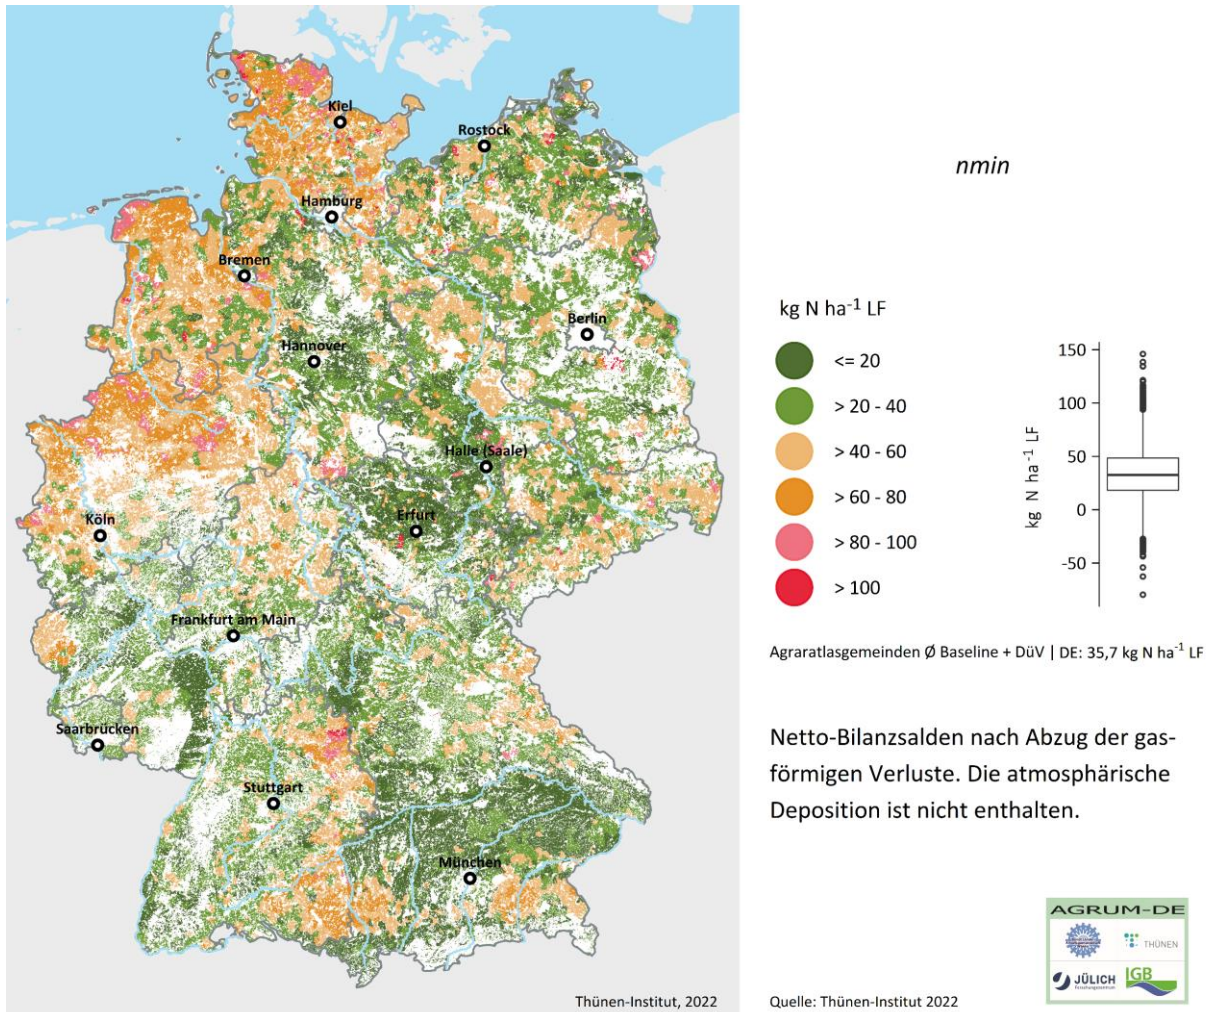 Kiel
Rostock
Hamburg
Bremen
Berlin
Hannover
Halle (Saale)
Köln
Erfurt
Frankfurt am Main
Saarbrücken
Stuttgart
München
Thünen-Institut, 2022
nmin
kg N ha⁻¹ LF
<= 20
> 20 - 40
> 40 - 60
> 60 - 80
> 80 - 100
> 100
kg N ha⁻¹ LF
150
100
50
0
-50
Agraratlasgemeinden Ø Baseline + DüV | DE: 35,7 kg N ha⁻¹ LF
Netto-Bilanzsalden nach Abzug der gas-
förmigen Verluste. Die atmosphärische
Deposition ist nicht enthalten.
Quelle: Thünen-Institut 2022
AGRUM-DE
THÜNEN
JÜLICH
Forschungszentrum
IGB